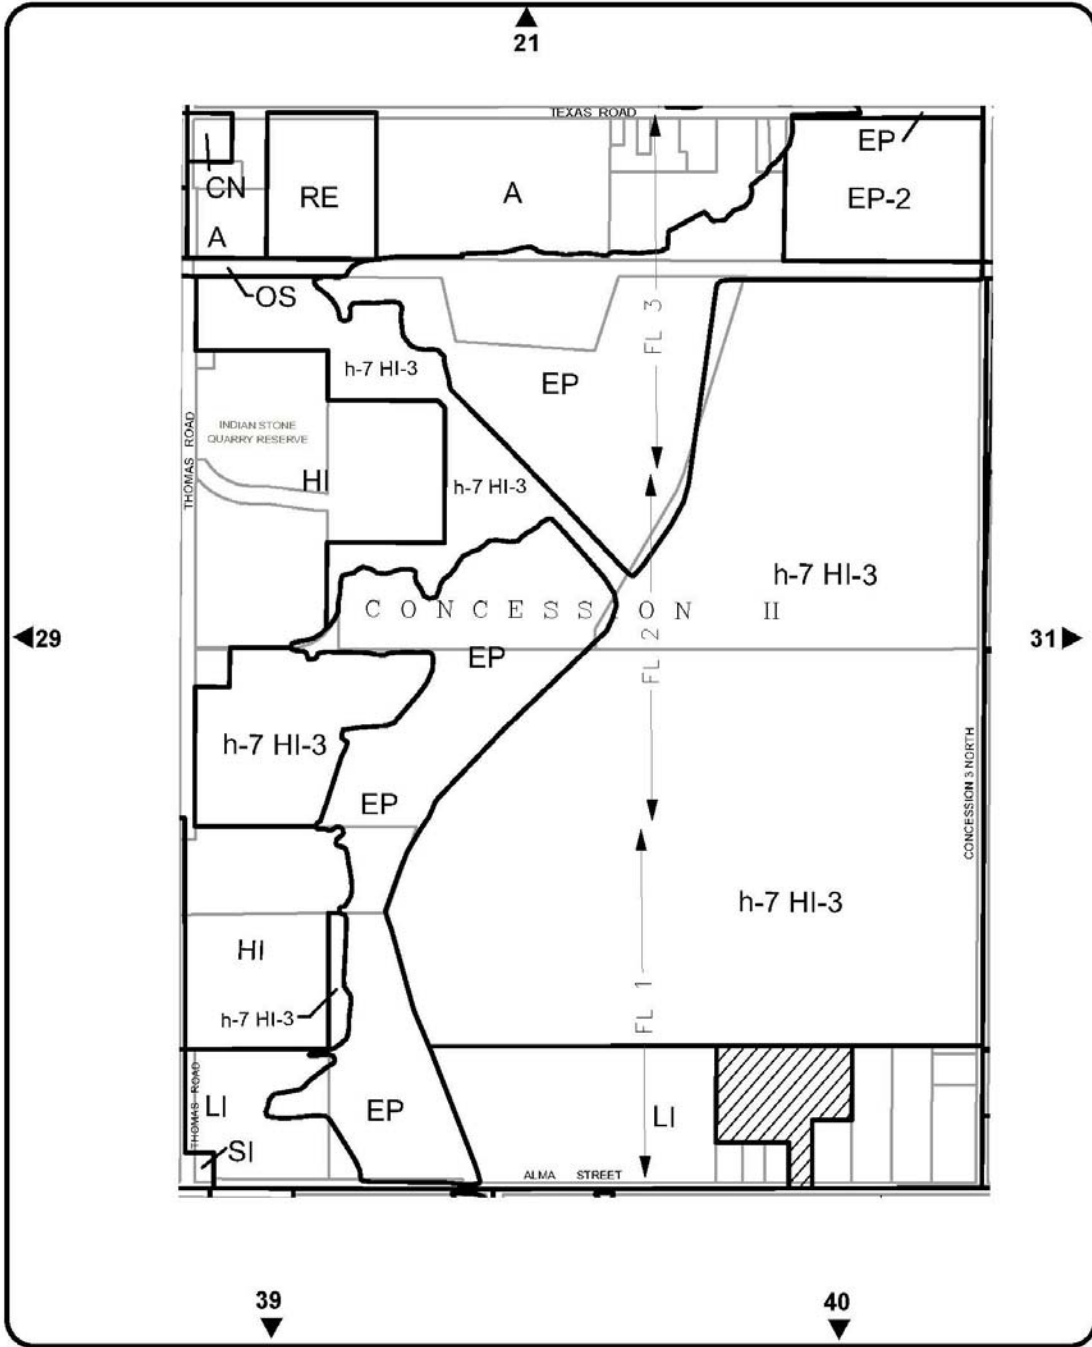 21
TEXAS ROAD
EP
CN
RE
A
EP-2
A
OS
FL 3
h-7 HI-3
EP
INDIAN STONE
QUARRY RESERVE
THOMAS ROAD
HI
h-7 HI-3
h-7 HI-3
CONCESSION II
29
31
FL 2
EP
h-7 HI-3
EP
CONCESSION 3 NORTH
h-7 HI-3
HI
FL 1
h-7 HI-3
THOMAS ROAD
LI
EP
LI
SI
ALMA STREET
39
40